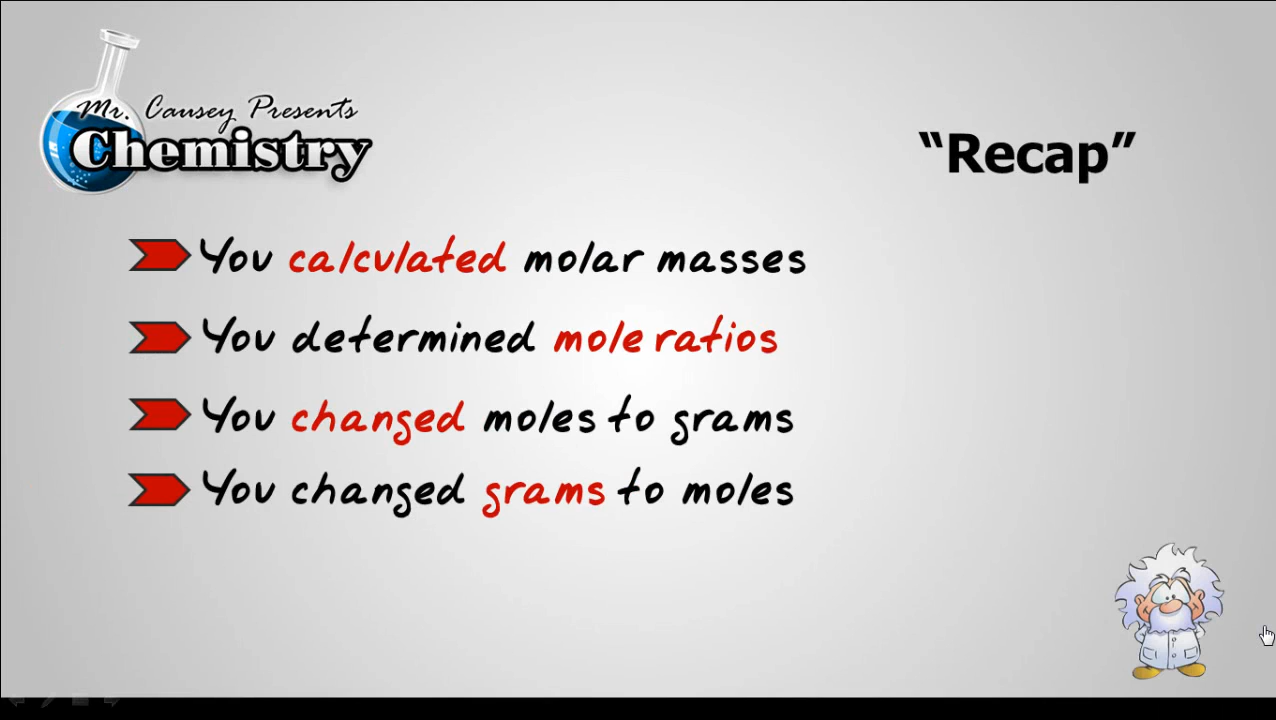 Mr. Causey Presents
Chemistry
“Recap”
You calculated molar masses
You determined mole ratios
You changed moles to grams
You changed grams to moles